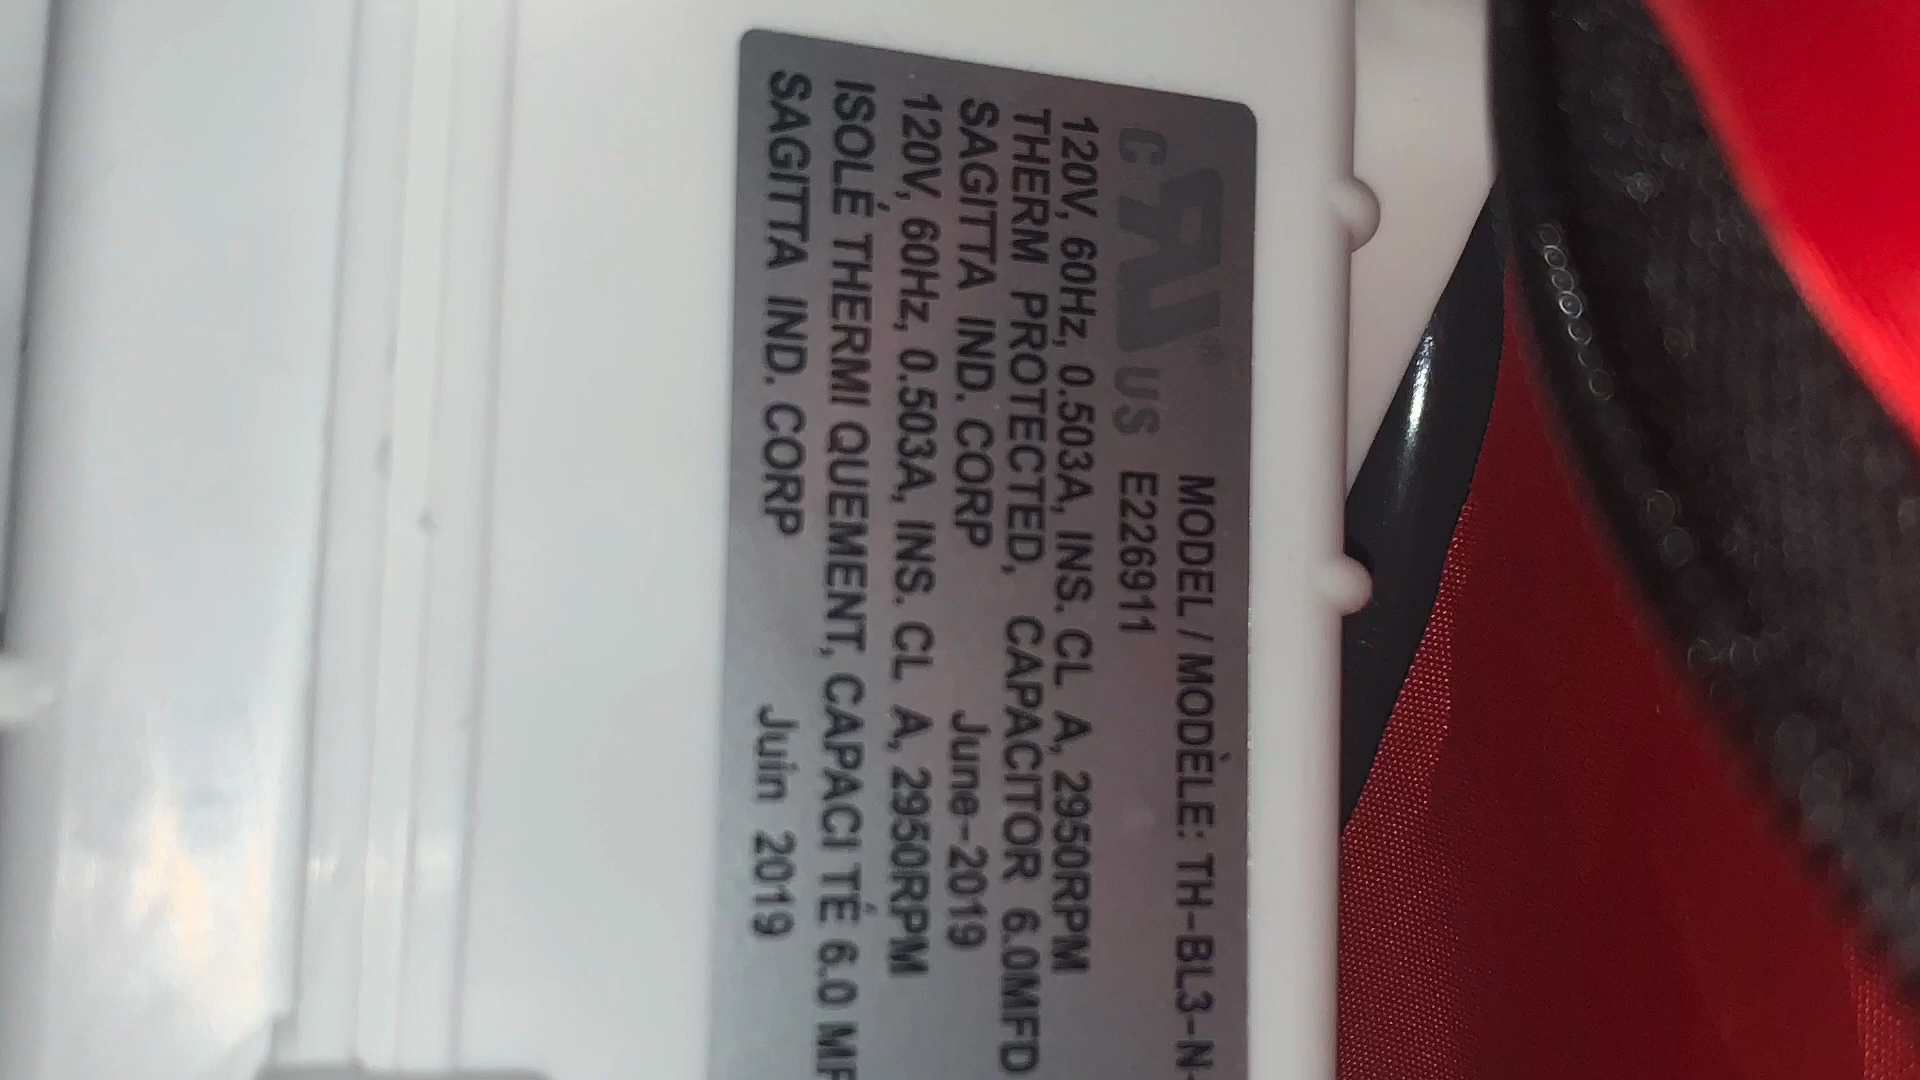 MODEL / MODÈLE: TH-BL3-N-
C RU ® US E226911
120V, 60Hz, 0.503A, INS. CL A, 2950RPM
THERM PROTECTED, CAPACITOR 6.0MFD
SAGITTA IND. CORP June-2019
120V, 60Hz, 0.503A, INS. CL A, 2950RPM
ISOLÉ THERMI QUEMENT, CAPACI TÉ 6.0 MF
SAGITTA IND. CORP Juin 2019